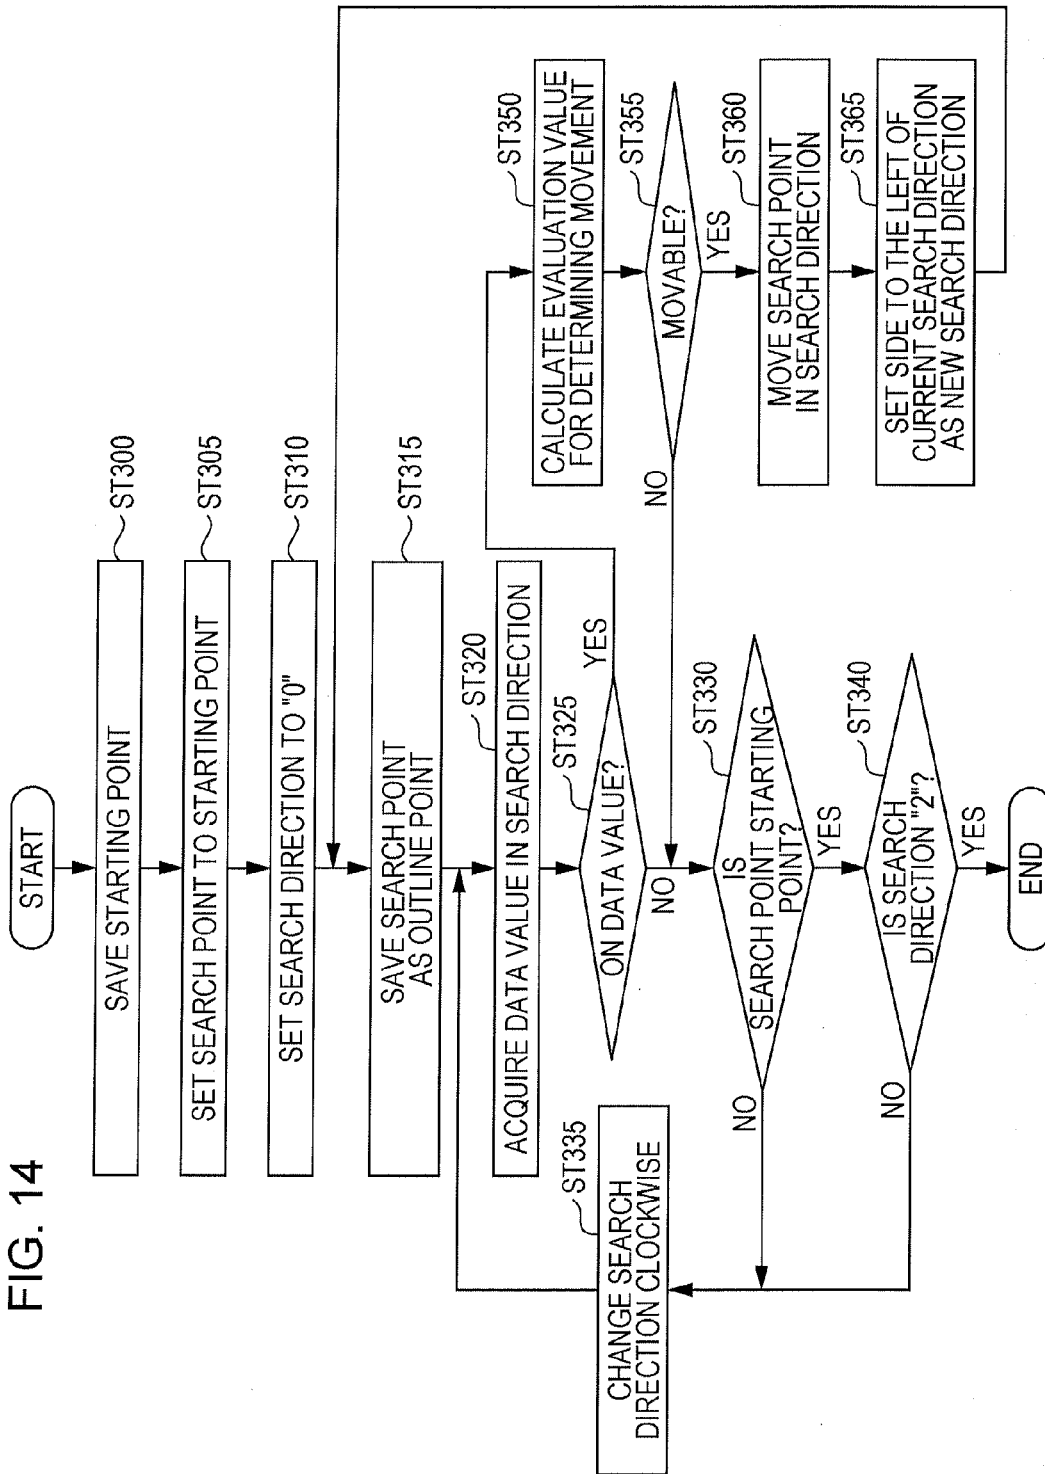 FIG. 14
START
SAVE STARTING POINT
ST300
SET SEARCH POINT TO STARTING POINT
ST305
SET SEARCH DIRECTION TO "0"
ST310
SAVE SEARCH POINT
AS OUTLINE POINT
ST315
ACQUIRE DATA VALUE IN SEARCH DIRECTION
ST320
ON DATA VALUE?
ST325
YES
NO
IS
SEARCH POINT STARTING
POINT?
ST330
NO
YES
IS SEARCH
DIRECTION "2"?
ST340
NO
YES
END
CHANGE SEARCH
DIRECTION CLOCKWISE
ST335
CALCULATE EVALUATION VALUE
FOR DETERMINING MOVEMENT
ST350
MOVABLE?
ST355
NO
YES
MOVE SEARCH POINT
IN SEARCH DIRECTION
ST360
SET SIDE TO THE LEFT OF
CURRENT SEARCH DIRECTION
AS NEW SEARCH DIRECTION
ST365